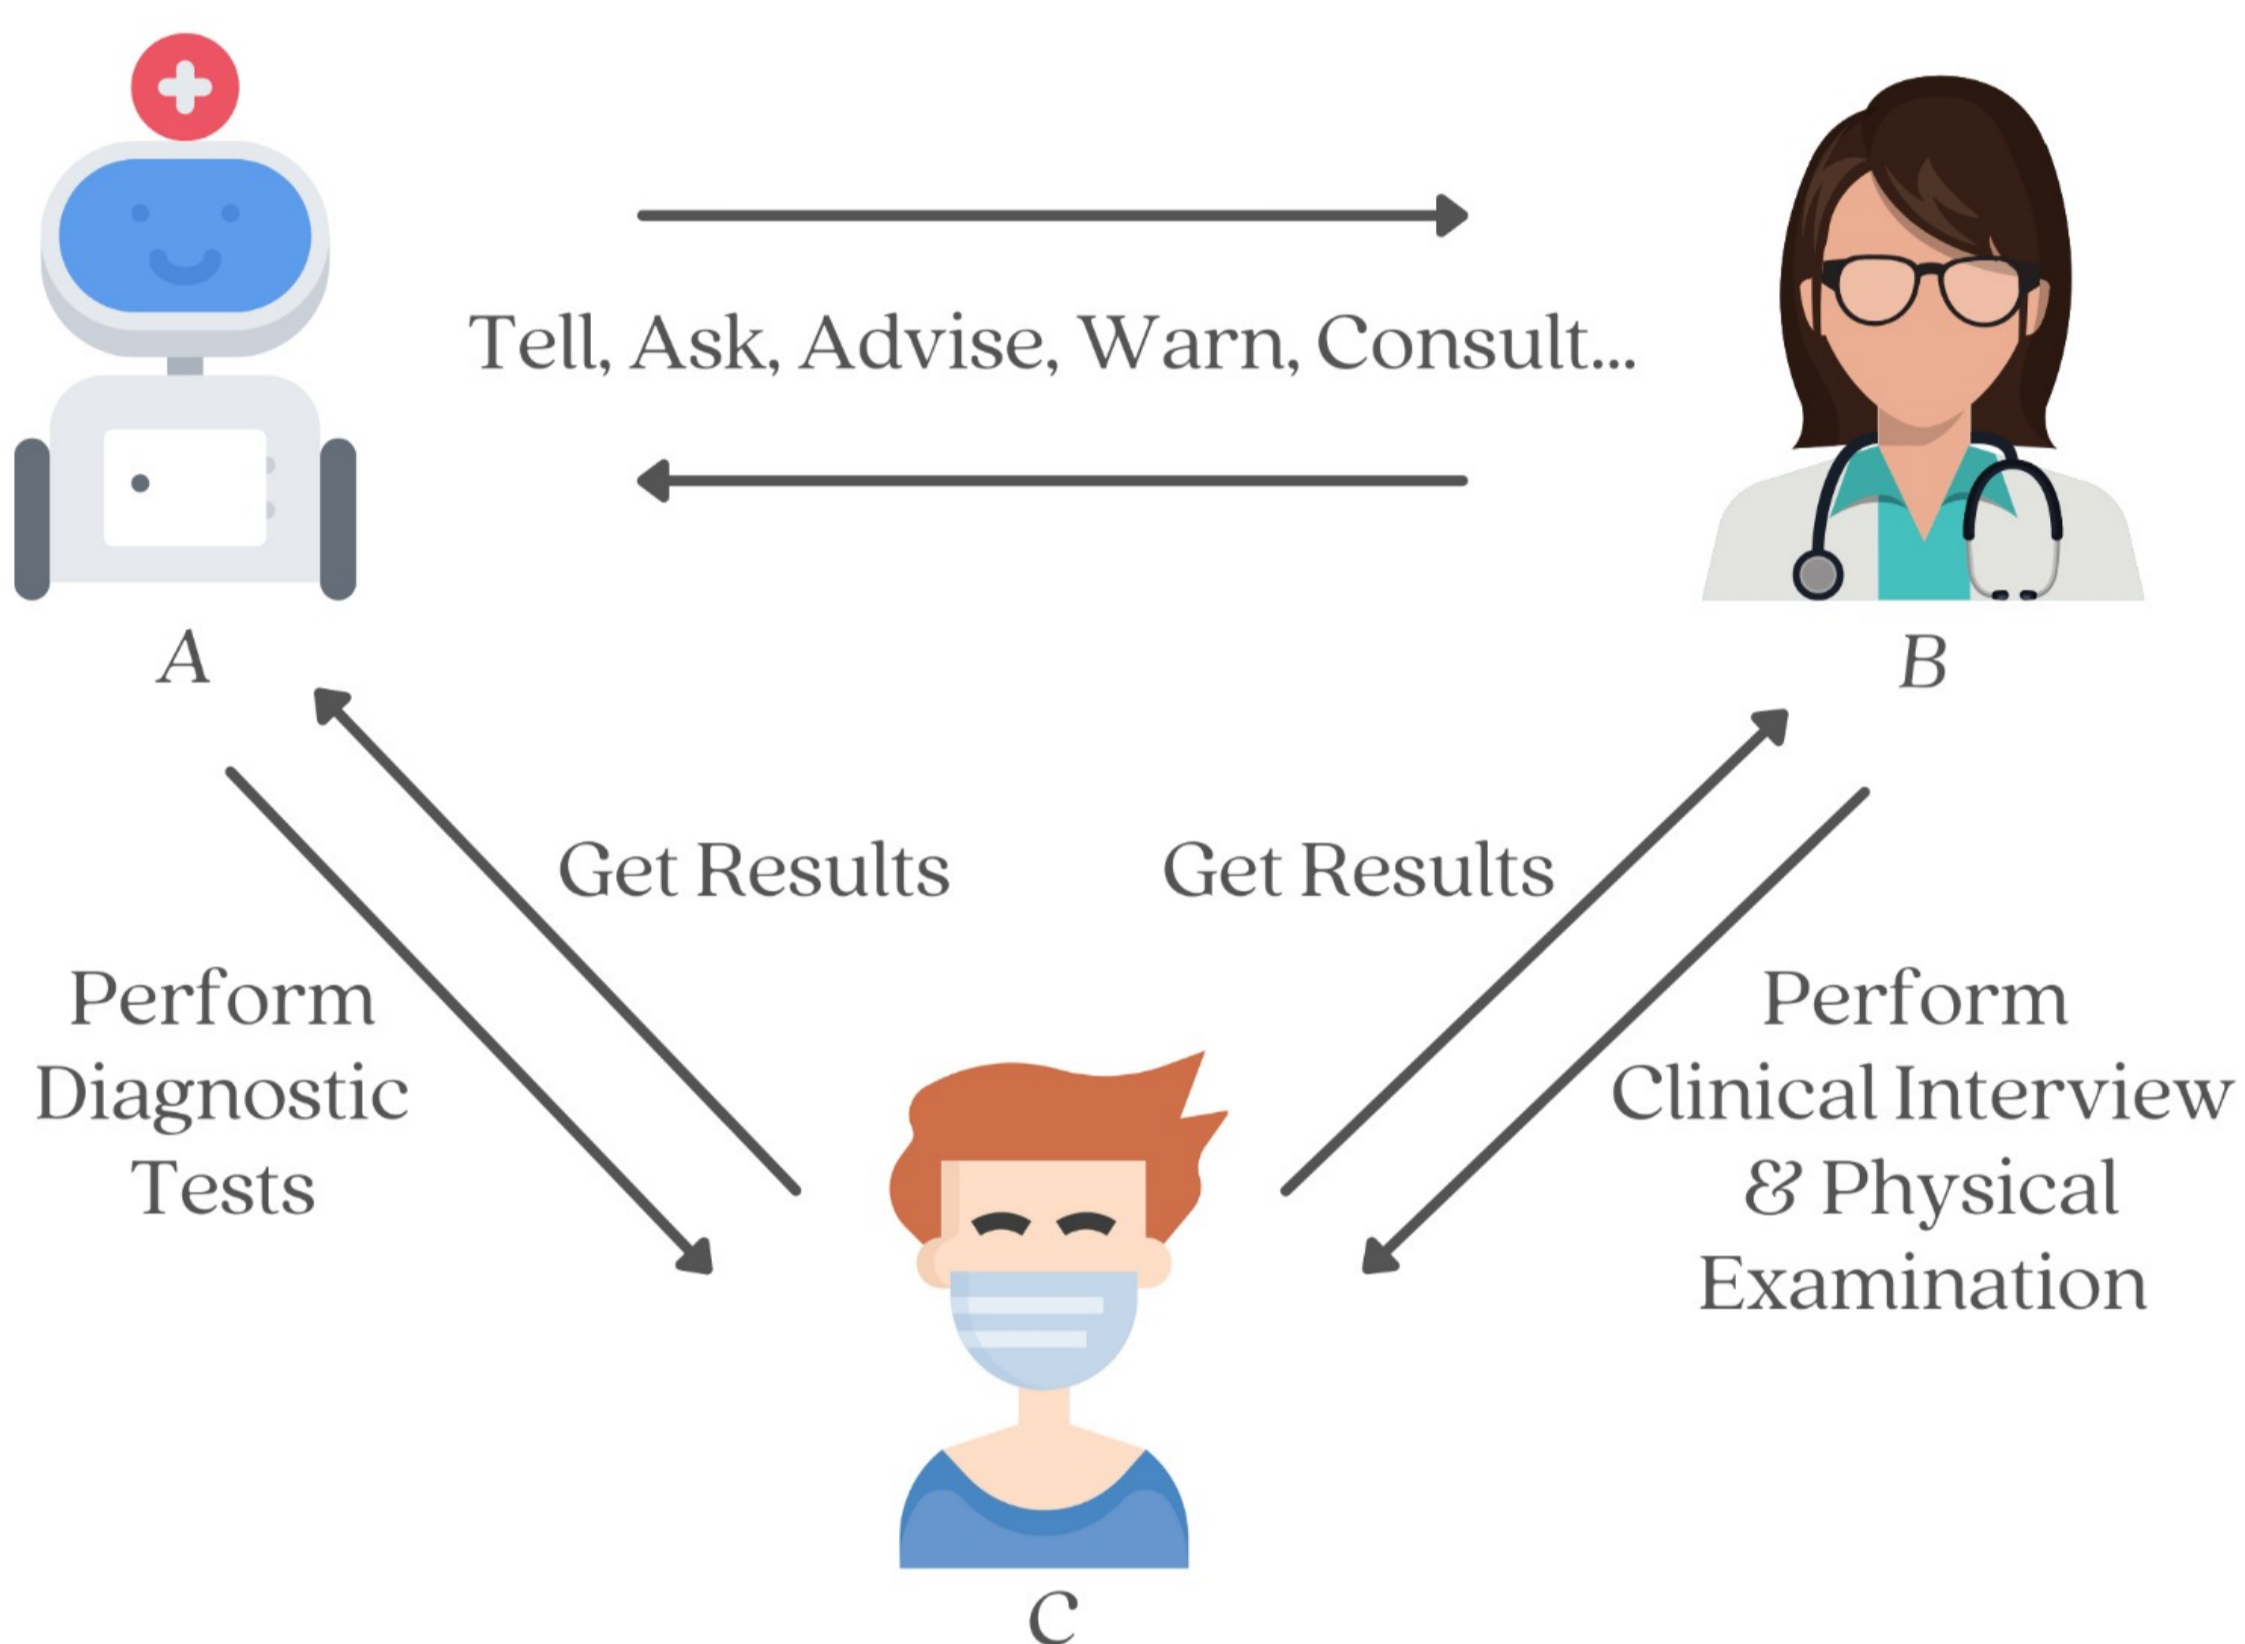 Tell, Ask, Advise, Warn, Consult...
A
B
Get Results
Get Results
Perform
Diagnostic
Tests
Perform
Clinical Interview
& Physical
Examination
C